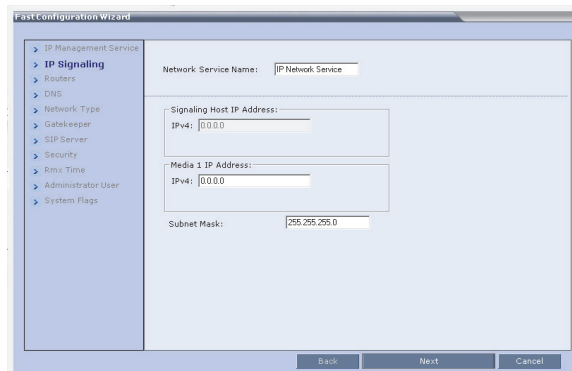 Fast Configuration Wizard
IP Management Service
IP Signaling
Routers
DNS
Network Type
Gatekeeper
SIP Server
Security
Rmx Time
Administrator User
System Flags
Network Service Name: IP Network Service
Signaling Host IP Address:
IPv4: 0.0.0.0
Media 1 IP Address:
IPv4: 0.0.0.0
Subnet Mask: 255.255.255.0
Back Next Cancel